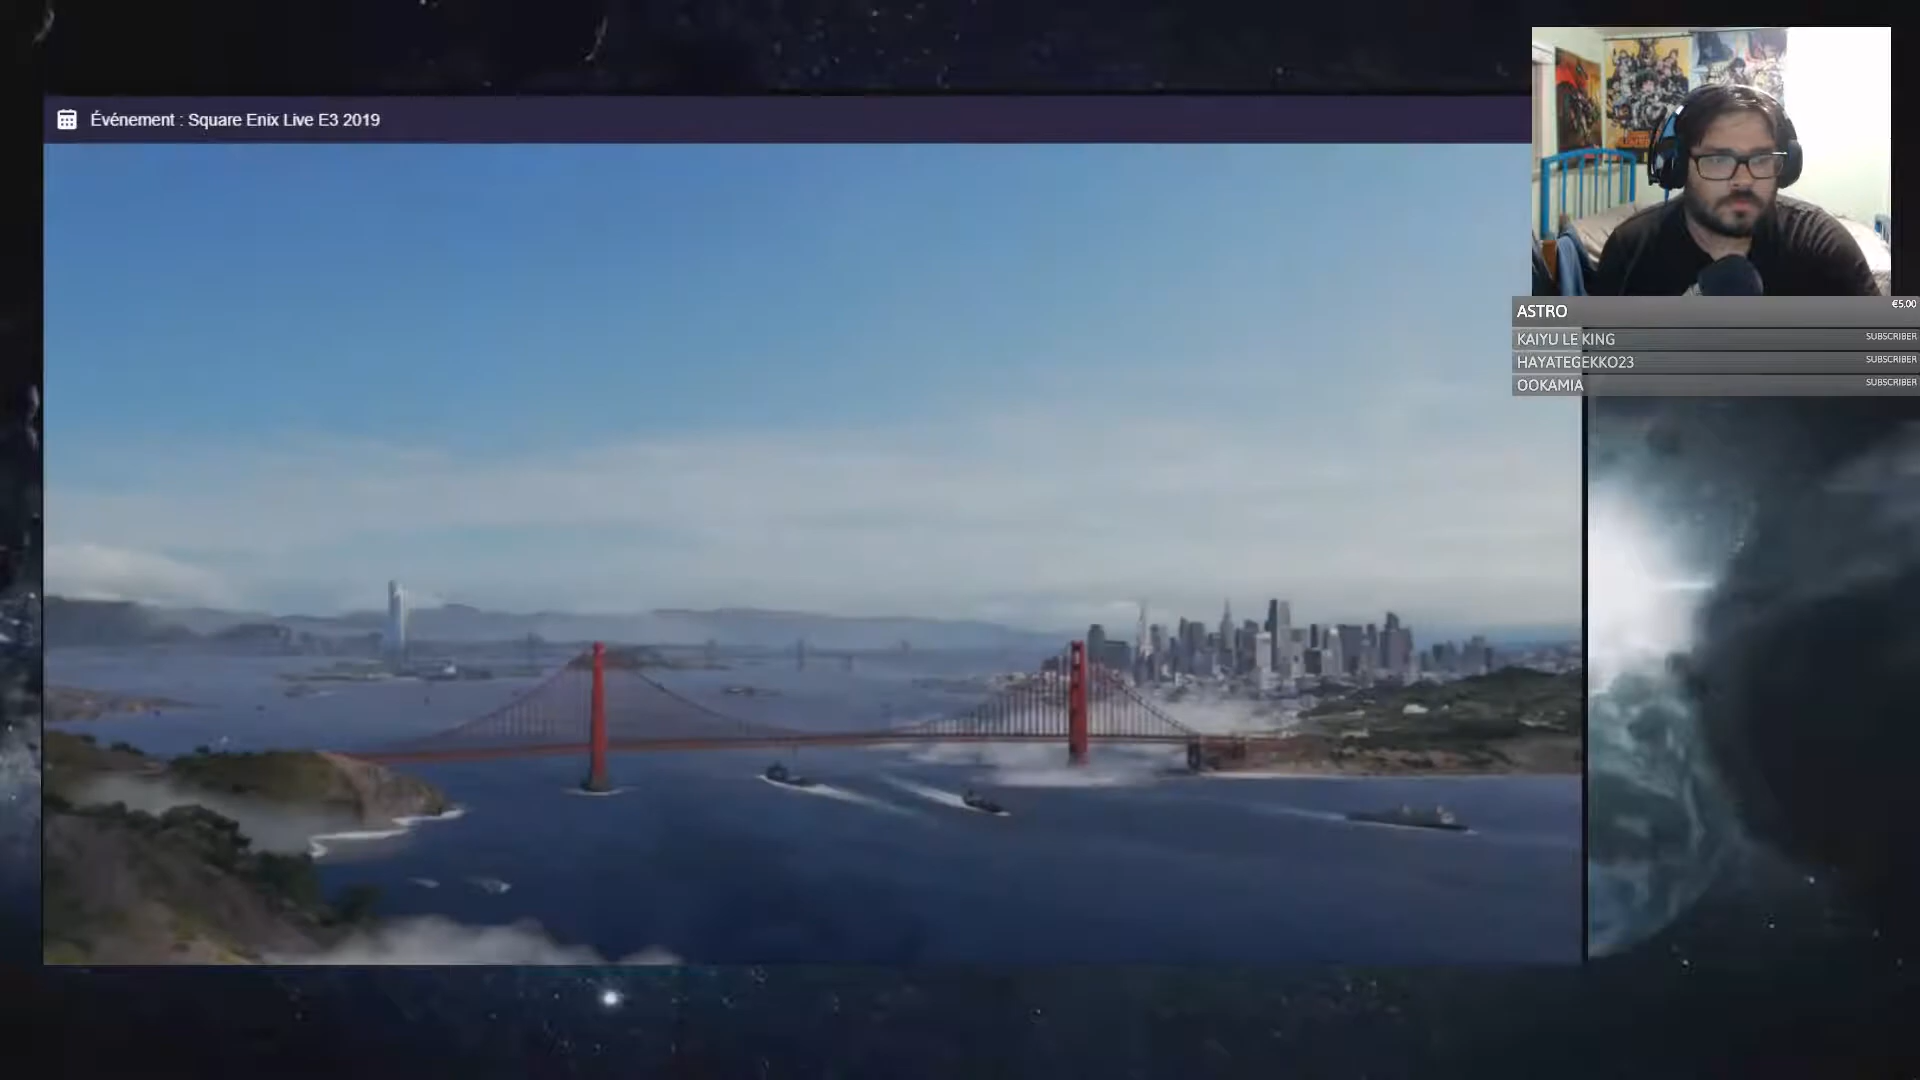 Événement : Square Enix Live E3 2019
ASTRO €5.00
KAIYU LE KING SUBSCRIBER
HAYATEGEKKO23 SUBSCRIBER
OOKAMIA SUBSCRIBER